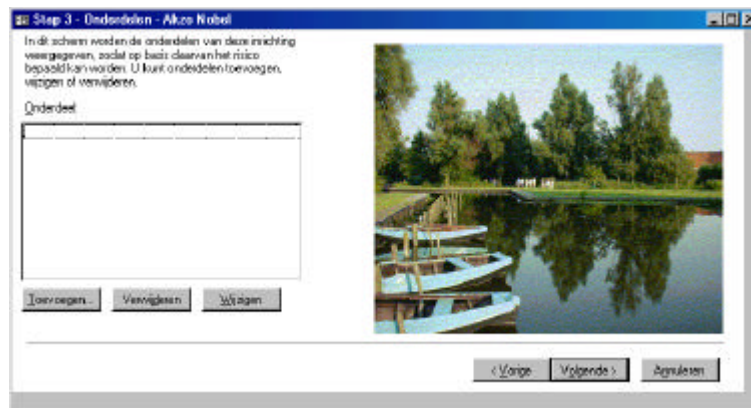 Stap 3 - Onderdelen - Akzo Nobel
In dit scherm worden de onderdelen van deze inrichting
weergegeven, zodat op basis daarvan het risico
bepaald kan worden. U kunt onderdelen toevoegen,
wijzigen of verwijderen.
Onderdeel
Toevoegen... Verwijderen Wijzigen
< Vorige Volgende > Annuleren